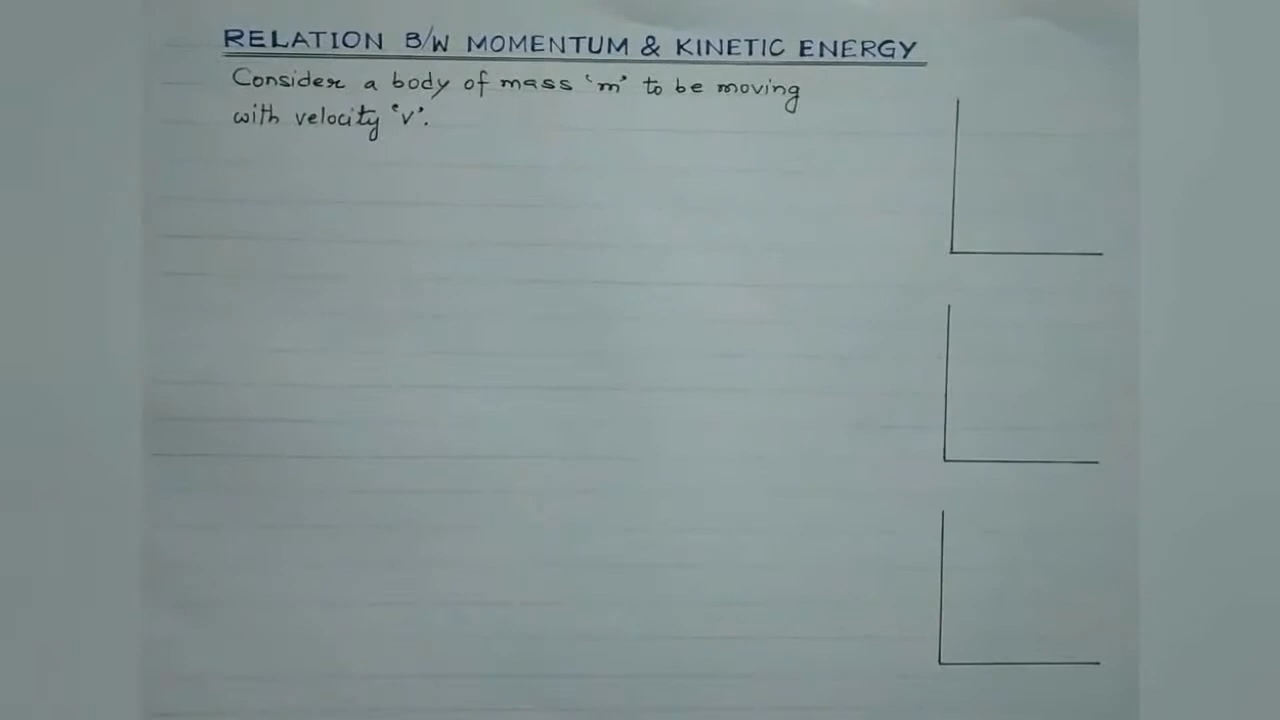 RELATION B/W MOMENTUM & KINETIC ENERGY
Consider a body of mass 'm' to be moving
with velocity 'v'.